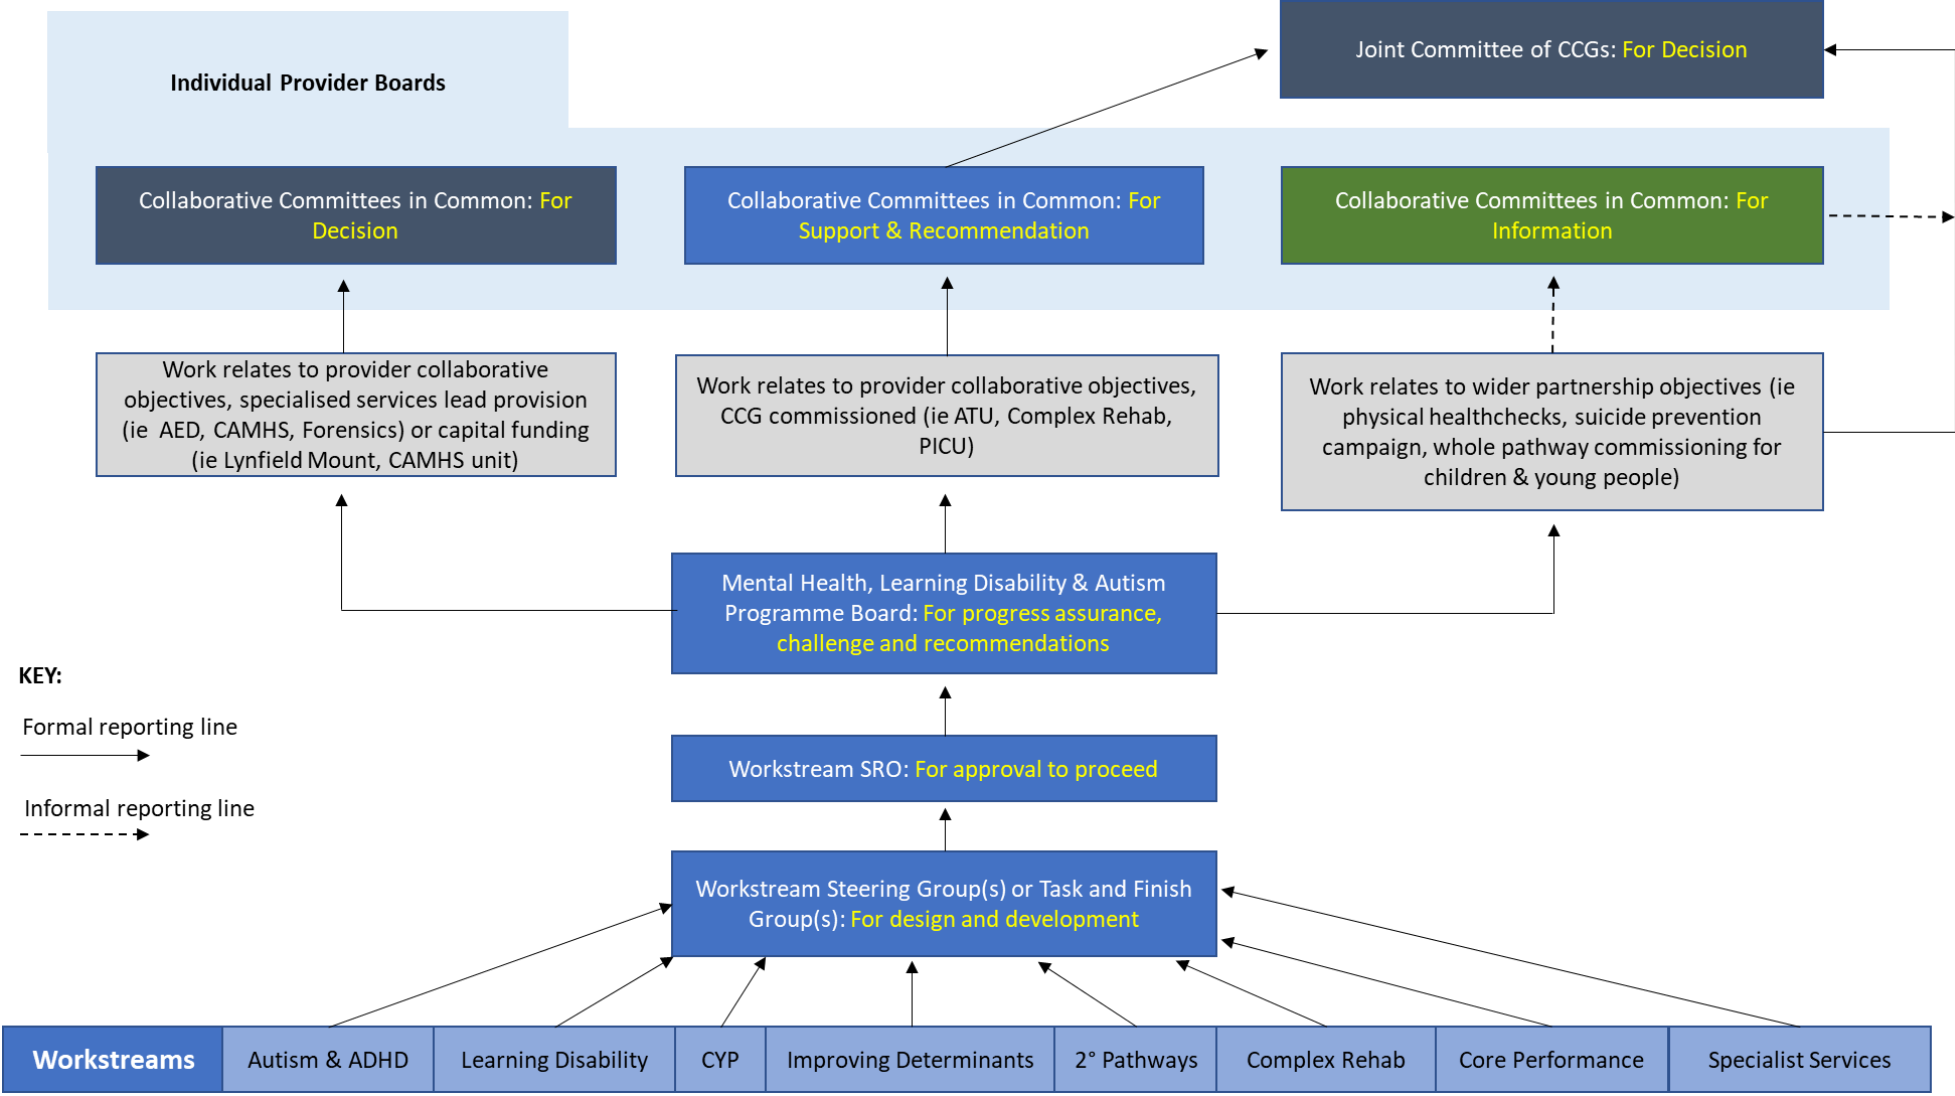 Joint Committee of CCGs: For Decision
Individual Provider Boards
Collaborative Committees in Common: For
Decision
Collaborative Committees in Common: For
Support & Recommendation
Collaborative Committees in Common: For
Information
Work relates to provider collaborative
objectives, specialised services lead provision
(ie AED, CAMHS, Forensics) or capital funding
(ie Lynfield Mount, CAMHS unit)
Work relates to provider collaborative objectives,
CCG commissioned (ie ATU, Complex Rehab,
PICU)
Work relates to wider partnership objectives (ie
physical healthchecks, suicide prevention
campaign, whole pathway commissioning for
children & young people)
Mental Health, Learning Disability & Autism
Programme Board: For progress assurance,
challenge and recommendations
KEY:
Formal reporting line
Informal reporting line
Workstream SRO: For approval to proceed
Workstream Steering Group(s) or Task and Finish
Group(s): For design and development
Workstreams
Autism & ADHD
Learning Disability
CYP
Improving Determinants
2° Pathways
Complex Rehab
Core Performance
Specialist Services